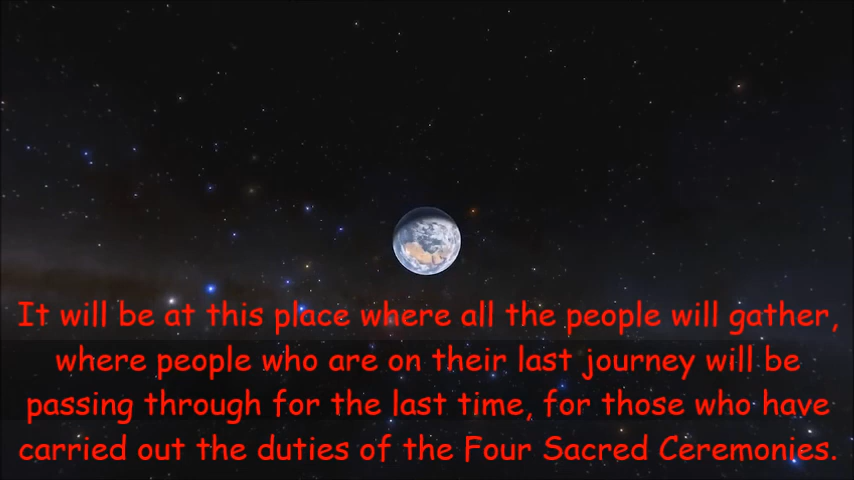 It will be at this place where all the people will gather,
where people who are on their last journey will be
passing through for the last time, for those who have
carried out the duties of the Four Sacred Ceremonies.